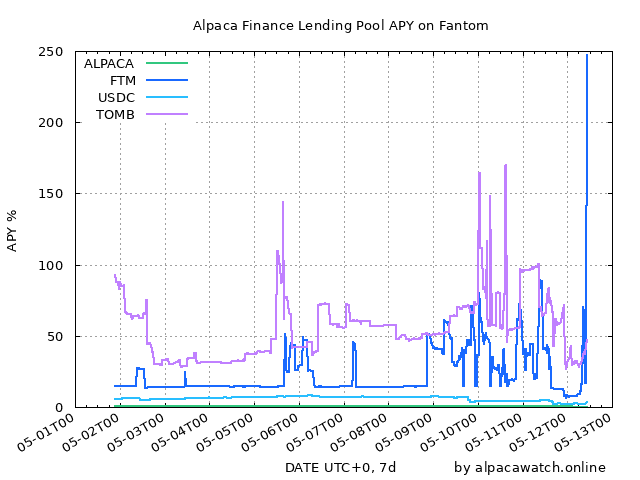 Alpaca Finance Lending Pool APY on Fantom
250
200
150
100
50
0
APY %
ALPACA
FTM
USDC
TOMB
05-01T00
05-02T00
05-03T00
05-04T00
05-05T00
05-06T00
05-07T00
05-08T00
05-09T00
05-10T00
05-11T00
05-12T00
05-13T00
DATE UTC+0, 7d
by alpacawatch.online